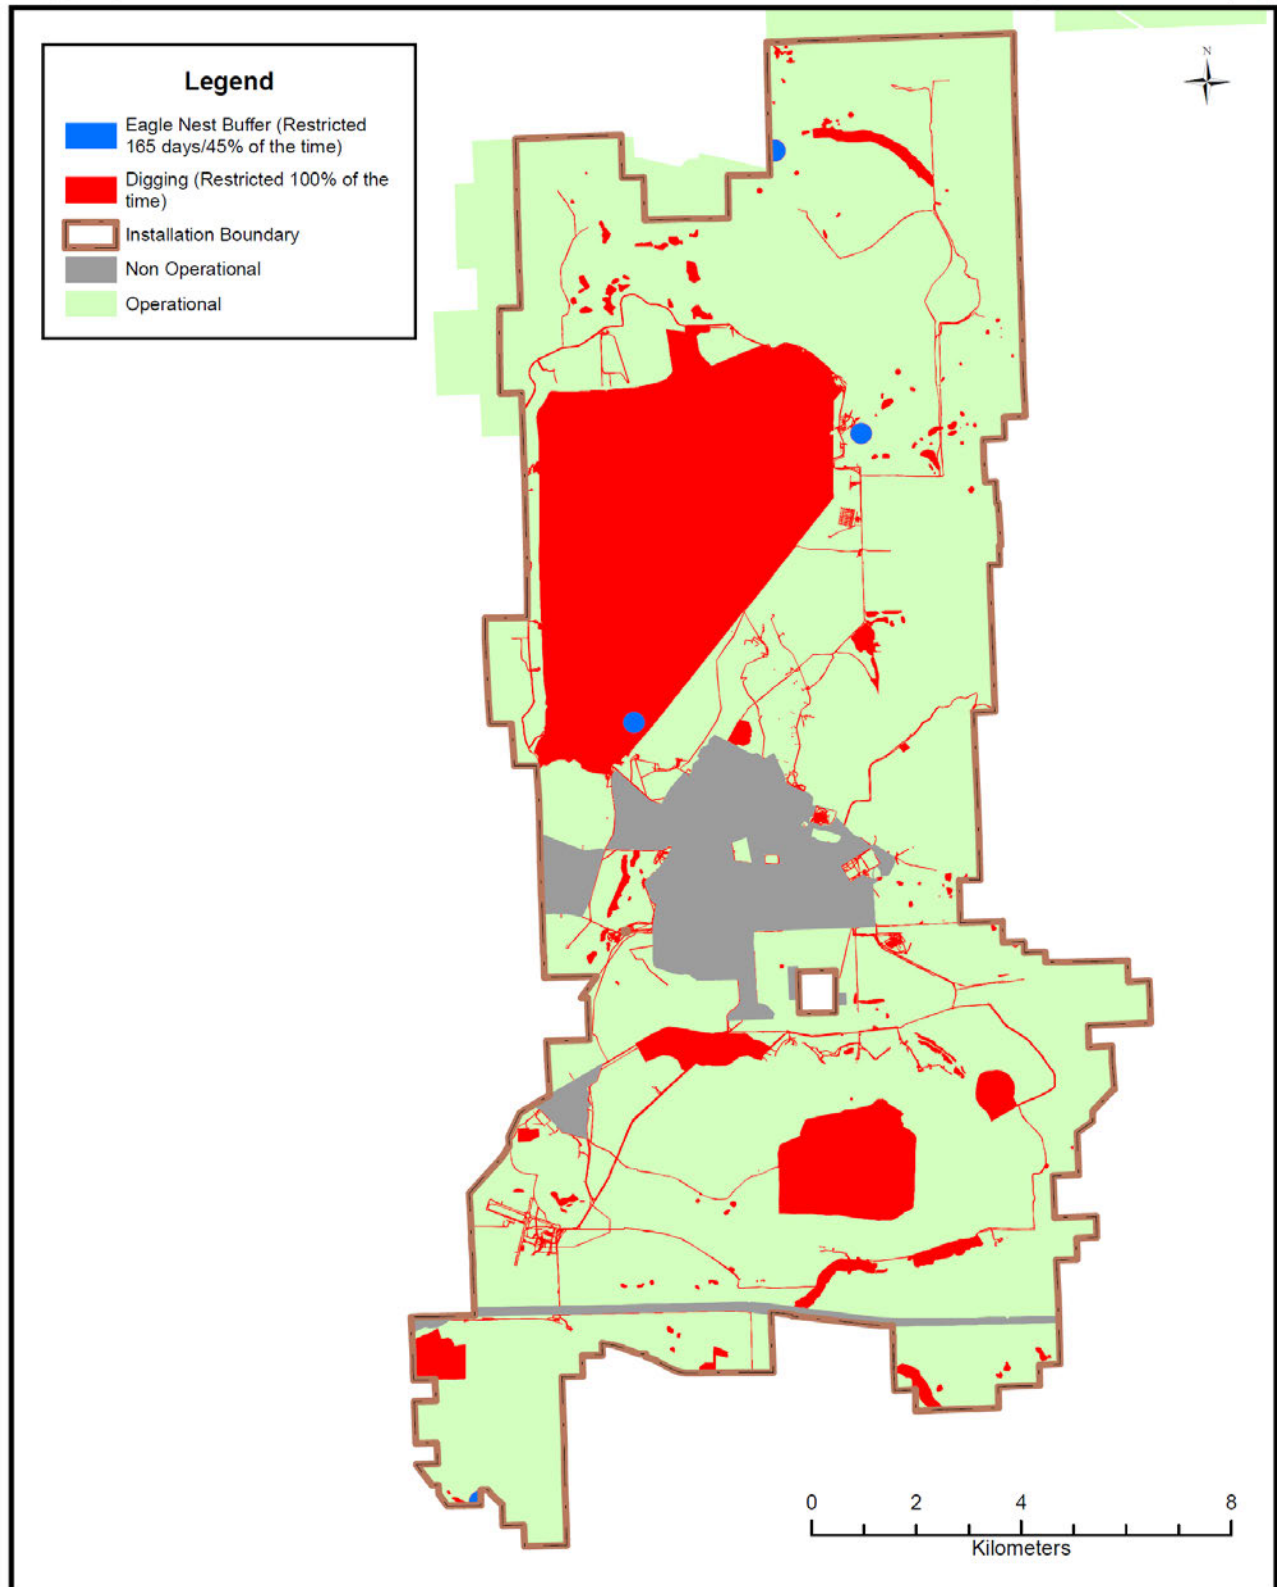 Legend
Eagle Nest Buffer (Restricted
165 days/45% of the time)
Digging (Restricted 100% of the
time)
Installation Boundary
Non Operational
Operational
N
0 2 4 8
Kilometers